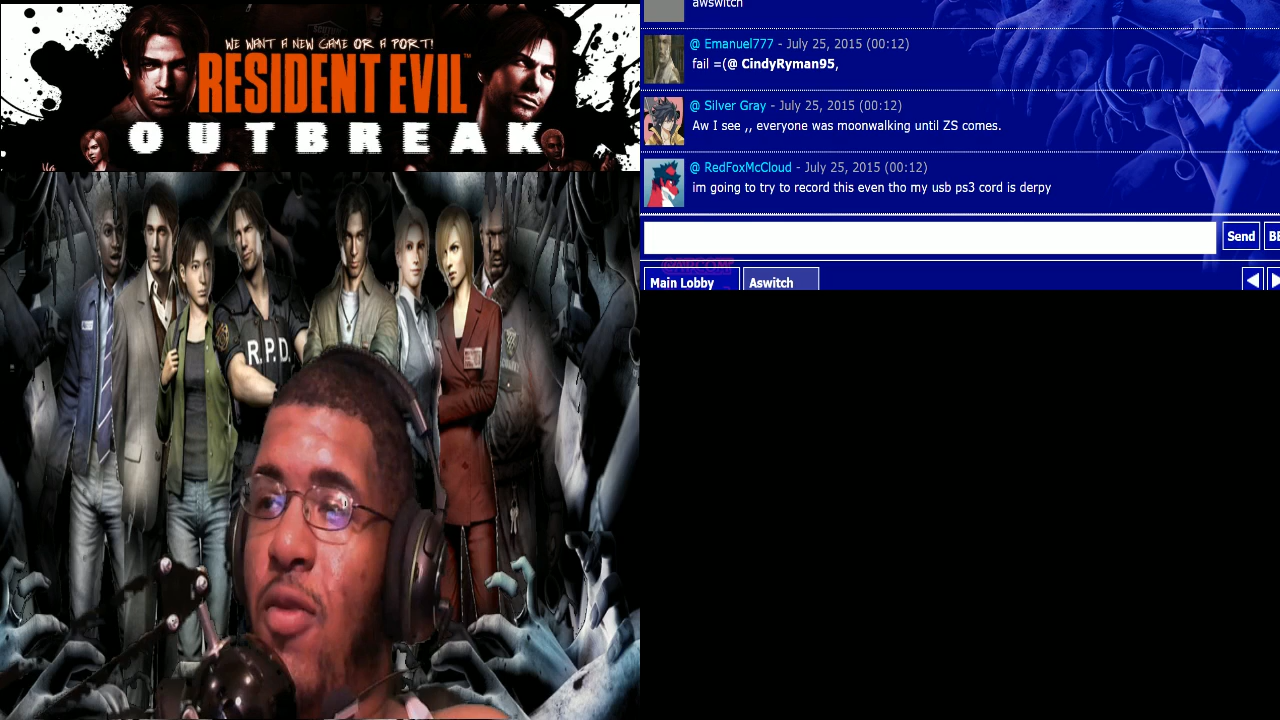 WE WANT A NEW GAME OR A PORT!
RESIDENT EVIL™
OUTBREAK
R.P.D.
awswitch
@ Emanuel777 - July 25, 2015 (00:12)
fail =(@ CindyRyman95,
@ Silver Gray - July 25, 2015 (00:12)
Aw I see ,, everyone was moonwalking until ZS comes.
@ RedFoxMcCloud - July 25, 2015 (00:12)
im going to try to record this even tho my usb ps3 cord is derpy
Send
Main Lobby
Aswitch